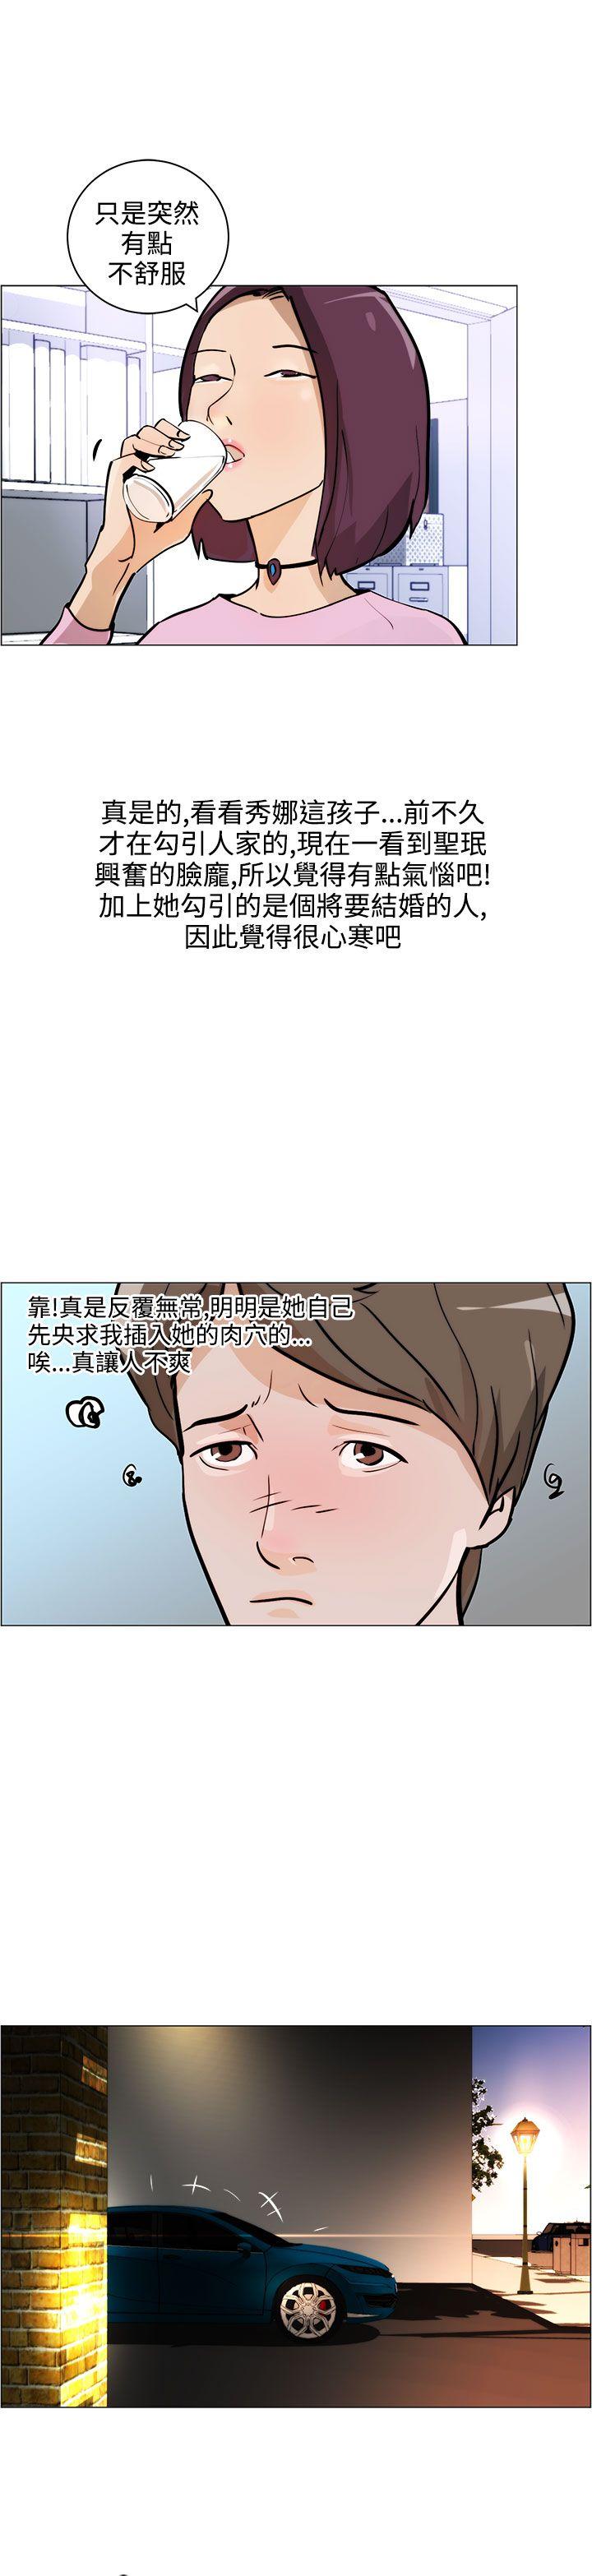 只是突然
有點
不舒服
真是的,看看秀娜這孩子...前不久
才在勾引人家的,現在一看到聖珉
興奮的臉龐,所以覺得有點氣惱吧!
加上她勾引的是個將要結婚的人,
因此覺得很心寒吧
靠!真是反覆無常,明明是她自己
先央求我插入她的肉穴的...
唉...真讓人不爽